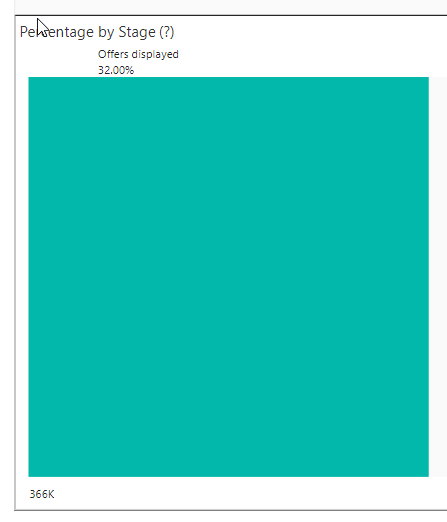 Percentage by Stage (?)
Offers displayed
32.00%
366K